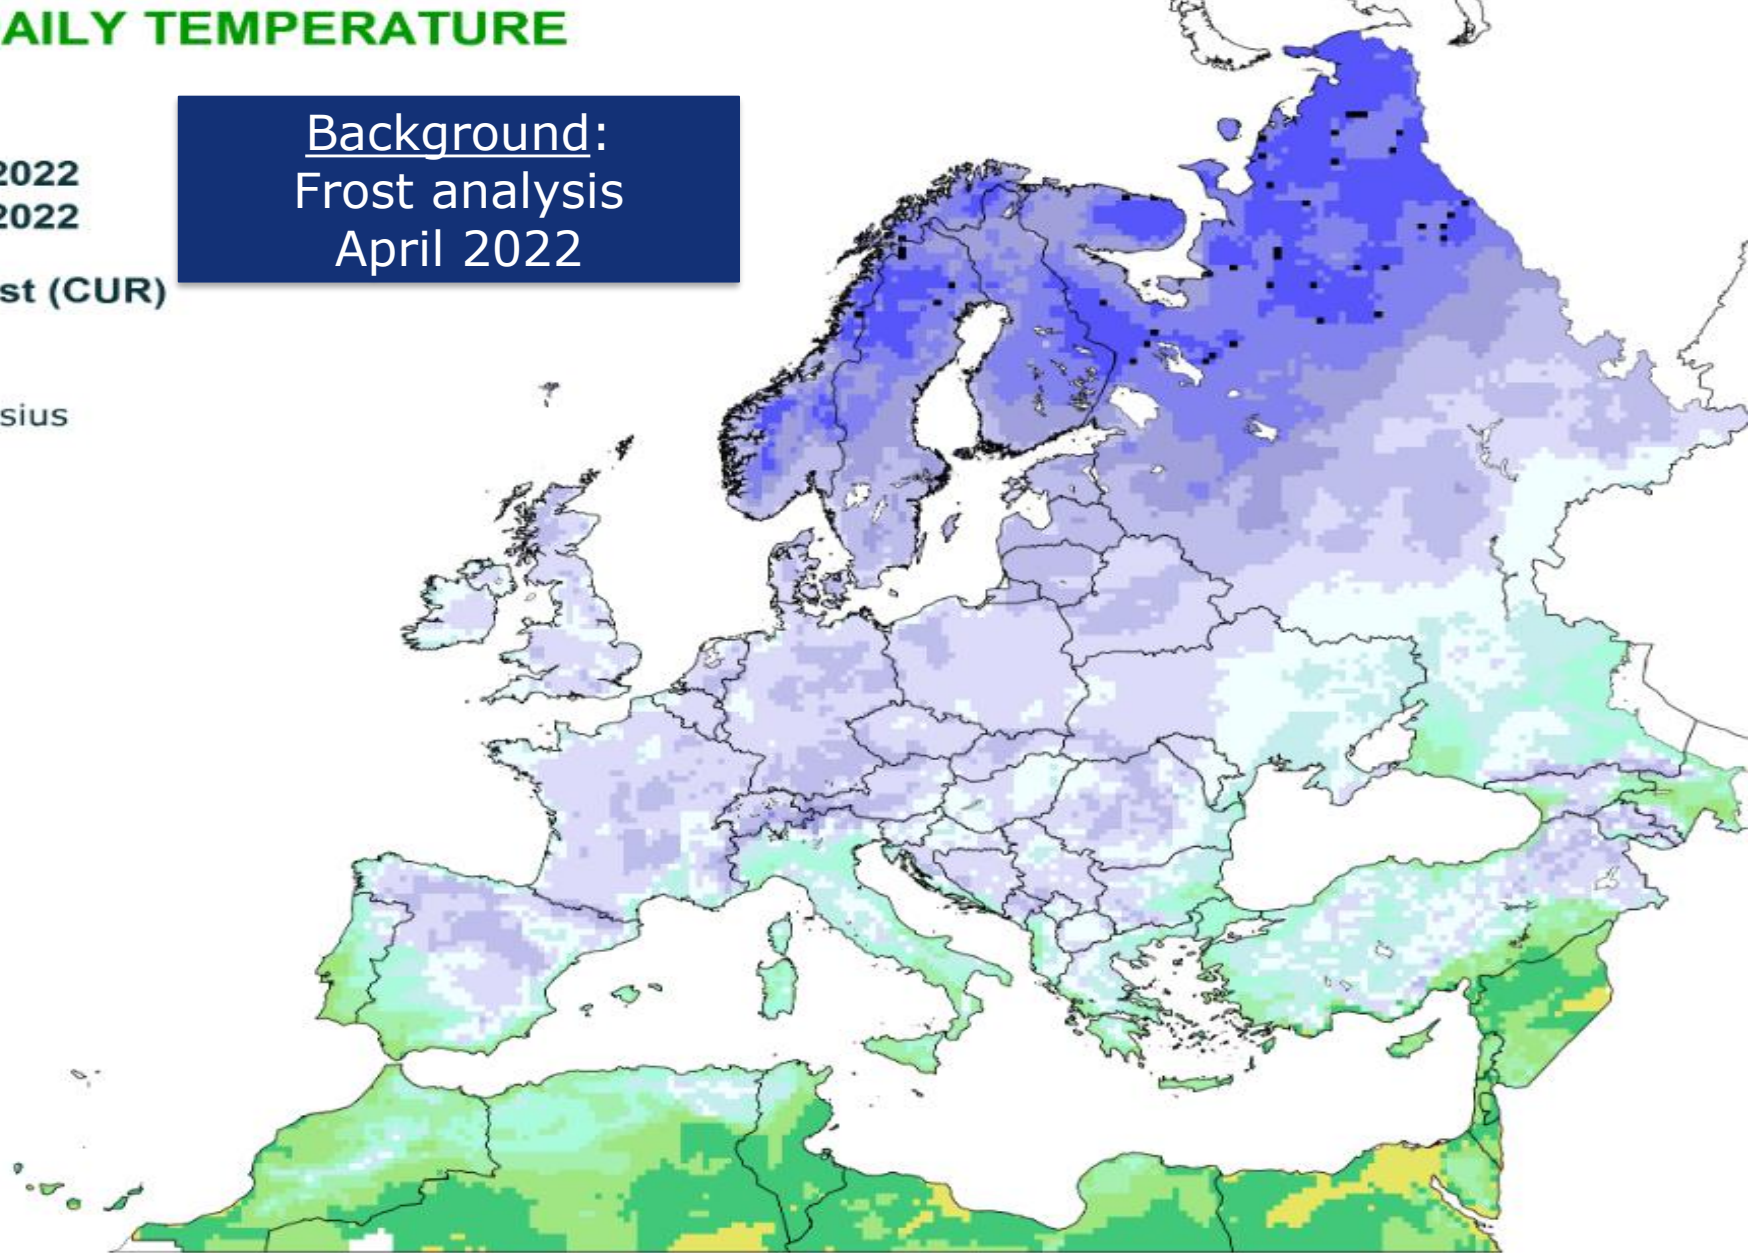 AILY TEMPERATURE
Background:
Frost analysis
April 2022
2022
2022
st (CUR)
sius